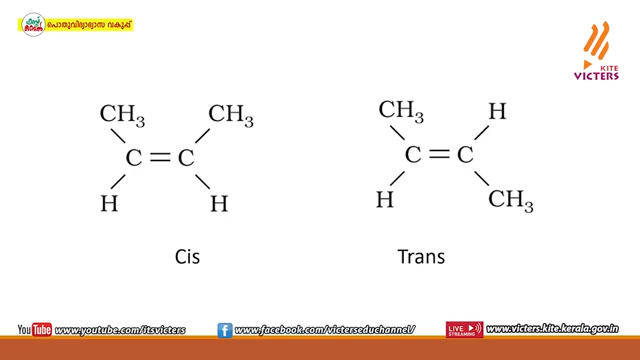 പൊതുവിദ്യാഭ്യാസ വകുപ്പ്
KITE
VICTERS
CH3 CH3
C = C
H H
Cis
CH3 H
C = C
H CH3
Trans
YouTube www.youtube.com/itsvicters
f www.facebook.com/victerseduchannel/
LIVE STREAMING www.victers.kite.kerala.gov.in